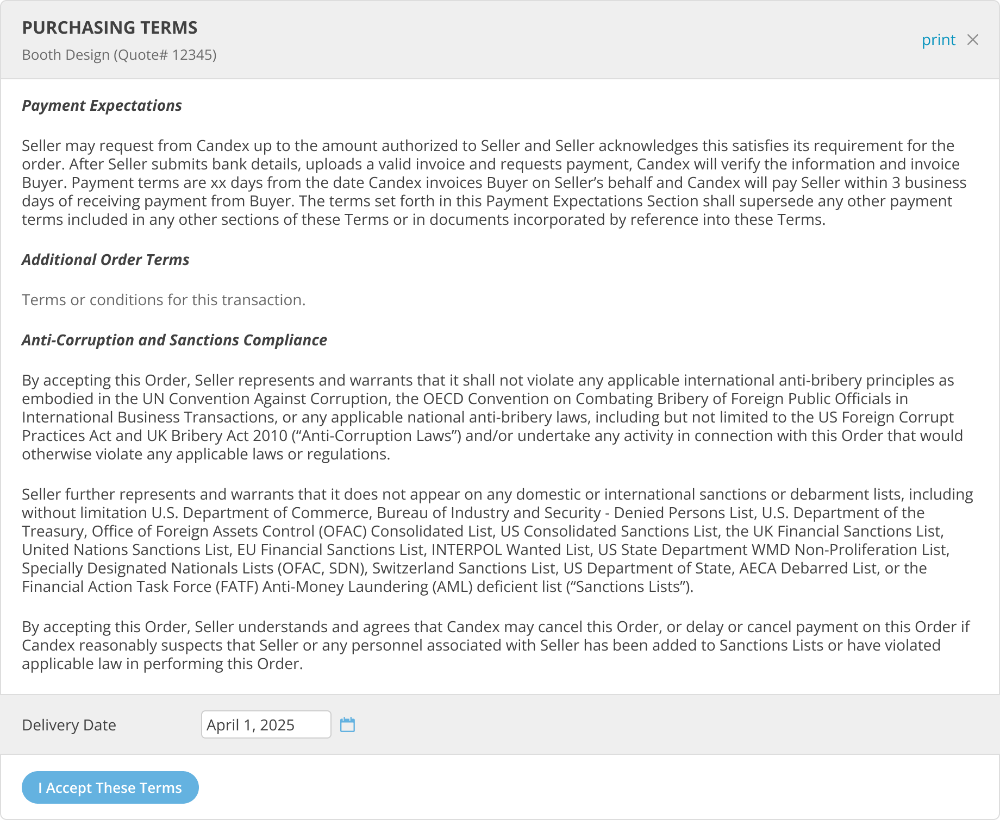 PURCHASING TERMS
Booth Design (Quote# 12345)
print
Payment Expectations
Seller may request from Candex up to the amount authorized to Seller and Seller acknowledges this satisfies its requirement for the
order. After Seller submits bank details, uploads a valid invoice and requests payment, Candex will verify the information and invoice
Buyer. Payment terms are xx days from the date Candex invoices Buyer on Seller’s behalf and Candex will pay Seller within 3 business
days of receiving payment from Buyer. The terms set forth in this Payment Expectations Section shall supersede any other payment
terms included in any other sections of these Terms or in documents incorporated by reference into these Terms.
Additional Order Terms
Terms or conditions for this transaction.
Anti-Corruption and Sanctions Compliance
By accepting this Order, Seller represents and warrants that it shall not violate any applicable international anti-bribery principles as
embodied in the UN Convention Against Corruption, the OECD Convention on Combating Bribery of Foreign Public Officials in
International Business Transactions, or any applicable national anti-bribery laws, including but not limited to the US Foreign Corrupt
Practices Act and UK Bribery Act 2010 (“Anti-Corruption Laws”) and/or undertake any activity in connection with this Order that would
otherwise violate any applicable laws or regulations.
Seller further represents and warrants that it does not appear on any domestic or international sanctions or debarment lists, including
without limitation U.S. Department of Commerce, Bureau of Industry and Security - Denied Persons List, U.S. Department of the
Treasury, Office of Foreign Assets Control (OFAC) Consolidated List, US Consolidated Sanctions List, the UK Financial Sanctions List,
United Nations Sanctions List, EU Financial Sanctions List, INTERPOL Wanted List, US State Department WMD Non-Proliferation List,
Specially Designated Nationals Lists (OFAC, SDN), Switzerland Sanctions List, US Department of State, AECA Debarred List, or the
Financial Action Task Force (FATF) Anti-Money Laundering (AML) deficient list (“Sanctions Lists”).
By accepting this Order, Seller understands and agrees that Candex may cancel this Order, or delay or cancel payment on this Order if
Candex reasonably suspects that Seller or any personnel associated with Seller has been added to Sanctions Lists or have violated
applicable law in performing this Order.
Delivery Date
April 1, 2025
I Accept These Terms